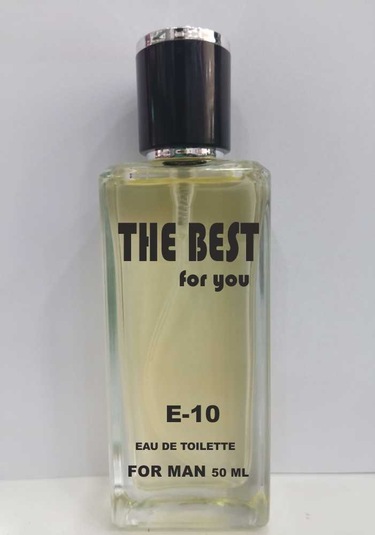 THE BEST
for you
E-10
EAU DE TOILETTE
FOR MAN 50 ML